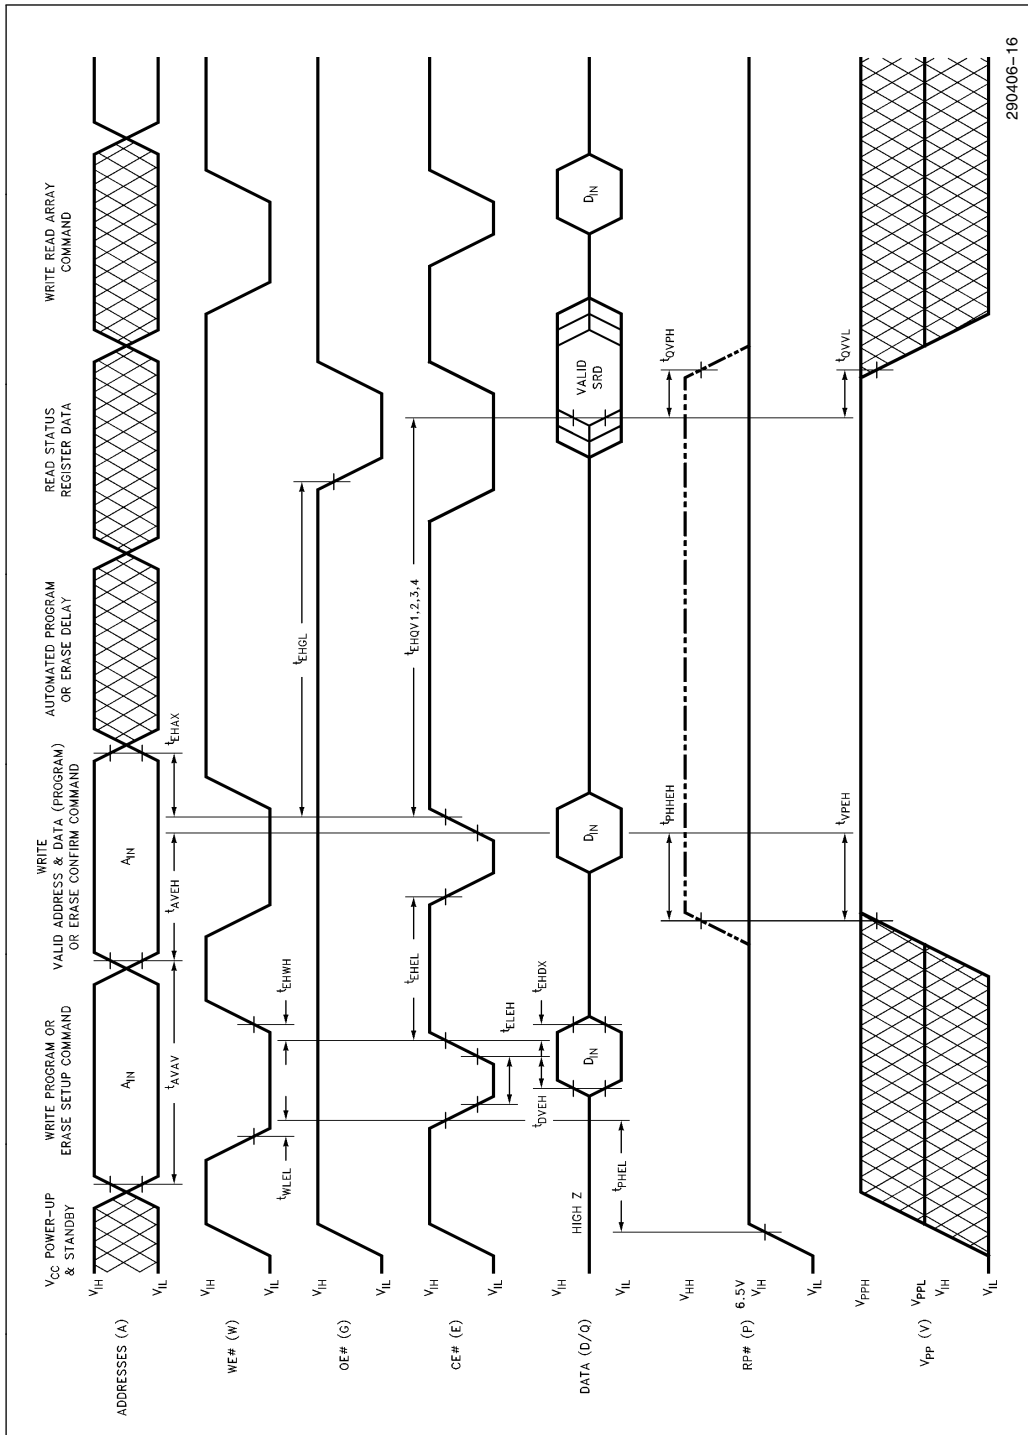 V_CC POWER-UP
& STANDBY
WRITE PROGRAM OR
ERASE SETUP COMMAND
WRITE
VALID ADDRESS & DATA (PROGRAM)
OR ERASE CONFIRM COMMAND
AUTOMATED PROGRAM
OR ERASE DELAY
READ STATUS
REGISTER DATA
WRITE READ ARRAY
COMMAND
ADDRESSES (A)
V_IH
V_IL
A_IN
A_IN
t_AVAV
t_AVEH
t_EHAX
WE# (W)
V_IH
V_IL
t_WLEL
t_EHWH
OE# (G)
V_IH
V_IL
t_EHGL
CE# (E)
V_IH
V_IL
t_EHEL
t_EHQV1,2,3,4
t_ELEH
t_DVEH
t_EHDX
DATA (D/Q)
V_IH
V_IL
HIGH Z
D_IN
D_IN
VALID
SRD
D_IN
t_PHEL
t_PHHEH
t_QVPH
RP# (P)
V_HH
6.5V
V_IH
V_IL
t_VPEH
t_QVVL
V_PP (V)
V_PPH
V_PPL
V_IH
V_IL
290406-16